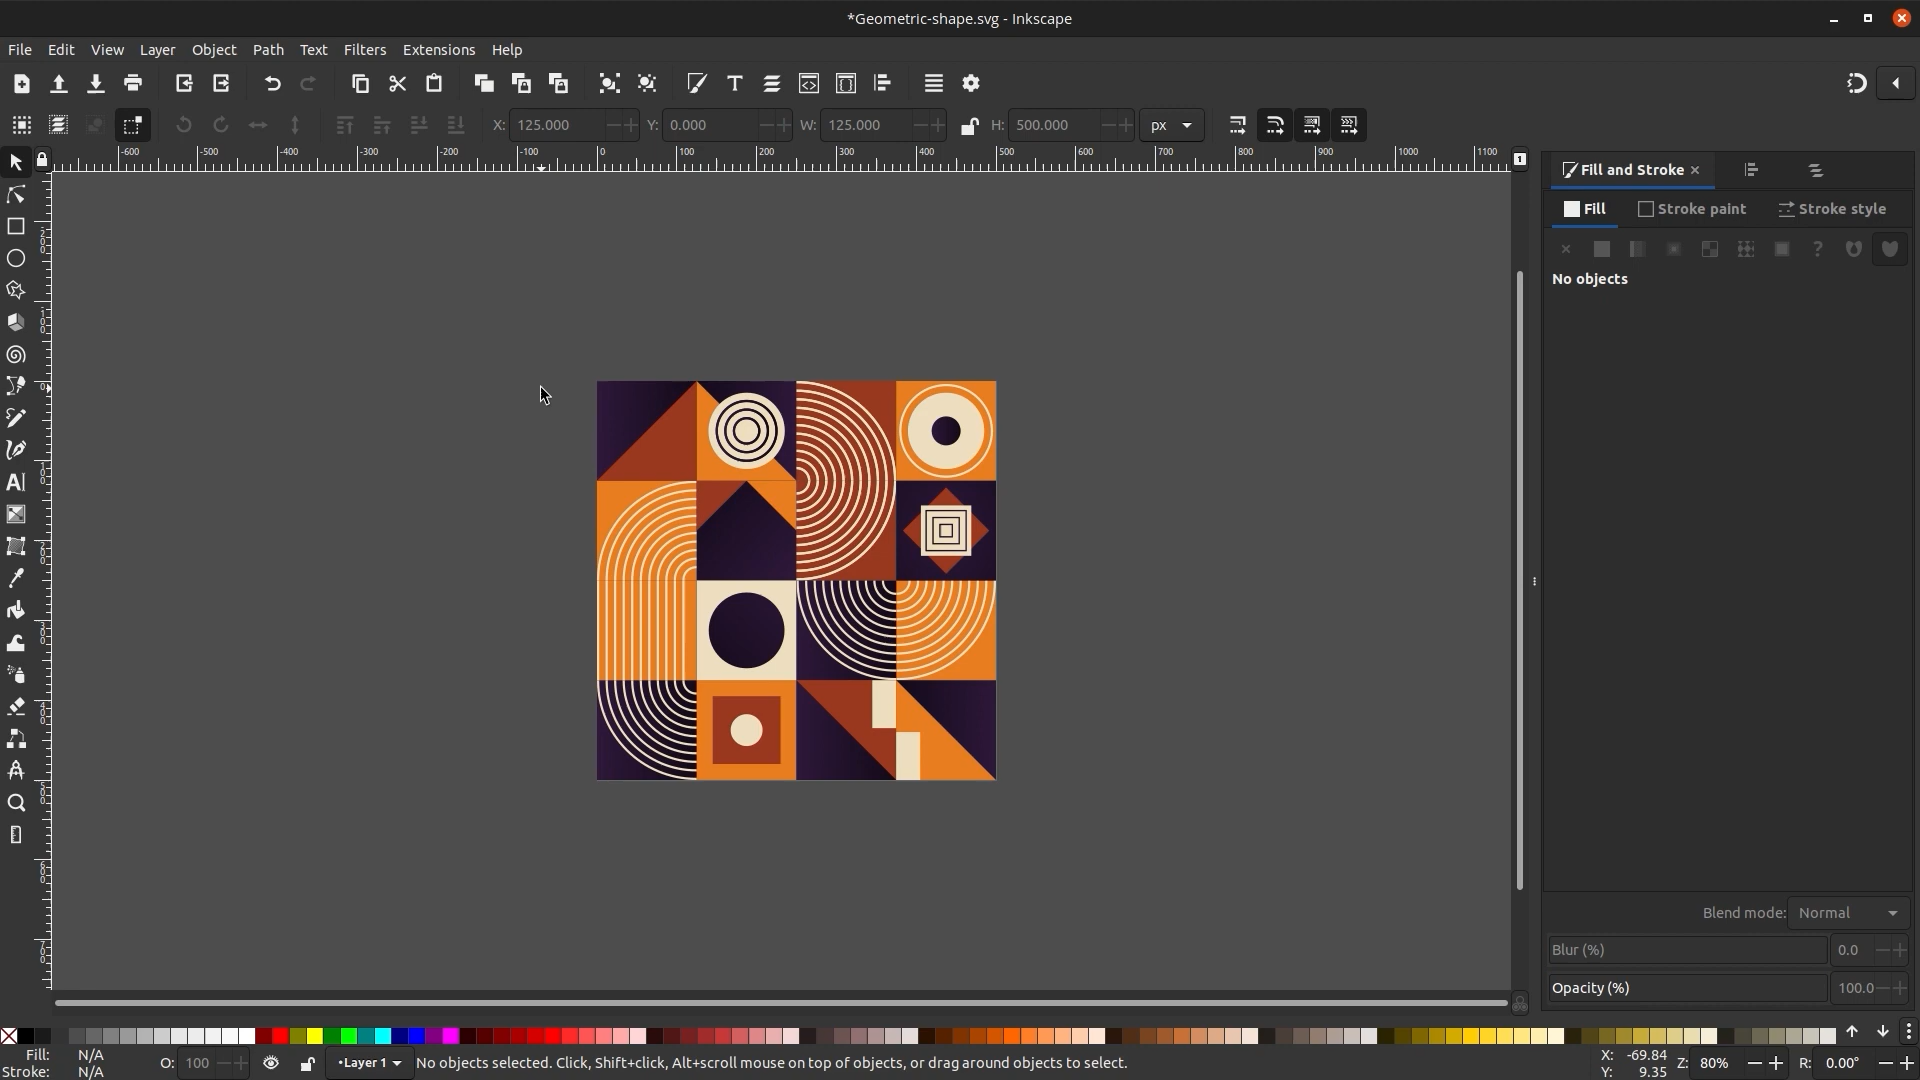 *Geometric-shape.svg - Inkscape
File Edit View Layer Object Path Text Filters Extensions Help
X: 125.000 Y: 0.000 W: 125.000 H: 500.000 px
-600 -500 -400 -300 -200 -100 0 100 200 300 400 500 600 700 800 900 1000 1100
1
Fill and Stroke
Fill Stroke paint Stroke style
No objects
Blend mode: Normal
Blur (%) 0.0
Opacity (%) 100.0
Fill: N/A
Stroke: N/A
O: 100
•Layer 1
No objects selected. Click, Shift+click, Alt+scroll mouse on top of objects, or drag around objects to select.
X: -69.84
Y: 9.35
Z: 80%
R: 0.00°